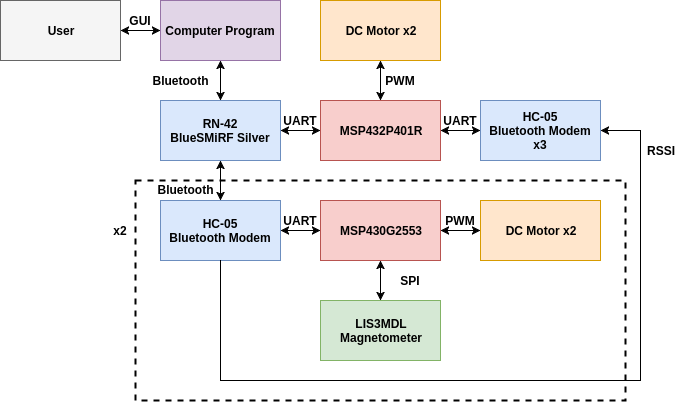 User
GUI
Computer Program
DC Motor x2
Bluetooth
PWM
RN-42
BlueSMiRF Silver
UART
MSP432P401R
UART
HC-05
Bluetooth Modem
x3
RSSI
Bluetooth
x2
HC-05
Bluetooth Modem
UART
MSP430G2553
PWM
DC Motor x2
SPI
LIS3MDL
Magnetometer